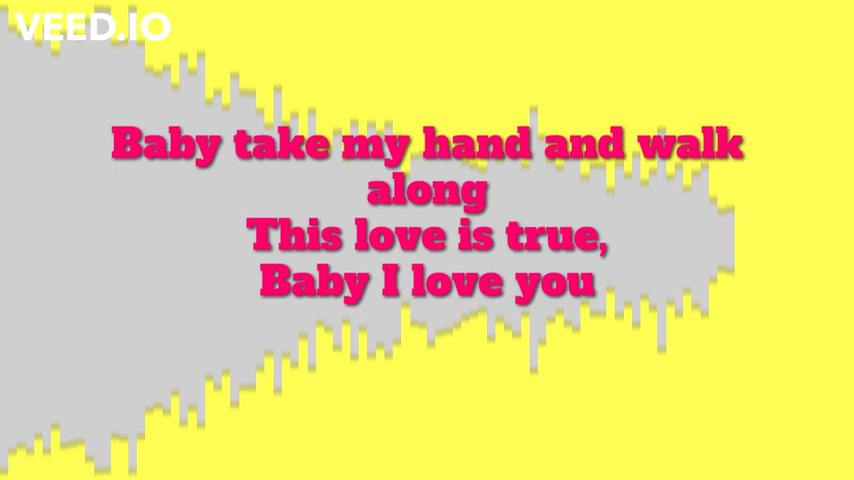 VEED.IO
Baby take my hand and walk
along
This love is true,
Baby I love you